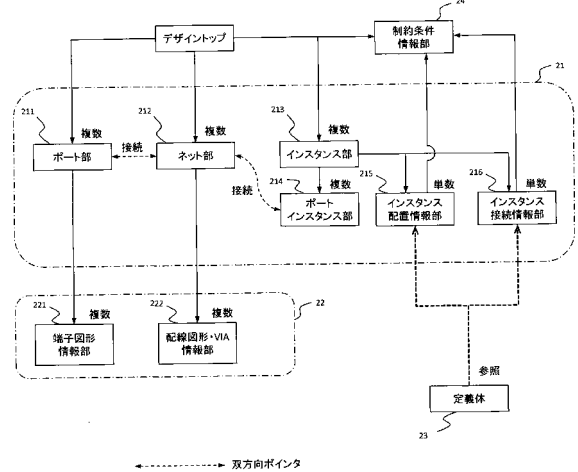 24
デザイントップ
制約条件
情報部
21
211
212
213
複数
複数
複数
ポート部
接続
ネット部
インスタンス部
接続
214
複数
215
単数
216
単数
ポート
インスタンス部
インスタンス
配置情報部
インスタンス
接続情報部
221
複数
222
複数
22
端子図形
情報部
配線図形・VIA
情報部
参照
定義体
23
双方向ポインタ